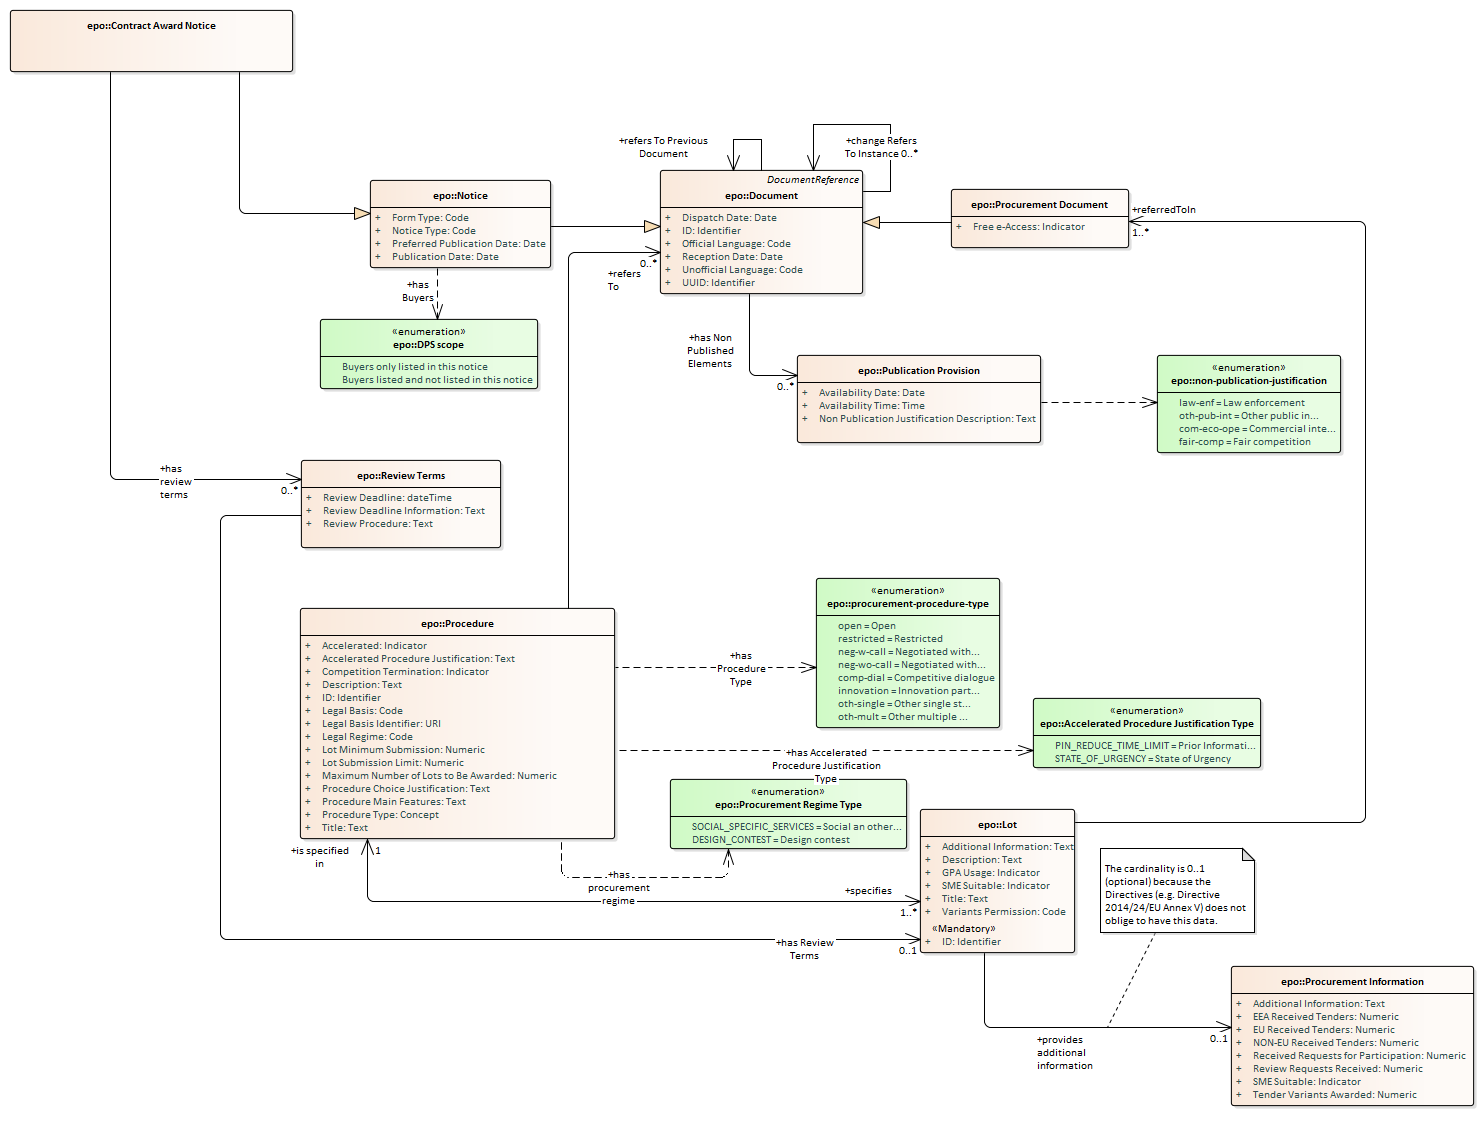 epo::Contract Award Notice
+refers To Previous
Document
+change Refers
To Instance 0..*
DocumentReference
epo::Document
+ Dispatch Date: Date
+ ID: Identifier
+ Official Language: Code
+ Reception Date: Date
+ Unofficial Language: Code
+ UUID: Identifier
epo::Notice
+ Form Type: Code
+ Notice Type: Code
+ Preferred Publication Date: Date
+ Publication Date: Date
epo::Procurement Document
+ Free e-Access: Indicator
+referredToIn
1..*
0..*
+refers
To
+has
Buyers
«enumeration»
epo::DPS scope
Buyers only listed in this notice
Buyers listed and not listed in this notice
+has Non
Published
Elements
0..*
epo::Publication Provision
+ Availability Date: Date
+ Availability Time: Time
+ Non Publication Justification Description: Text
«enumeration»
epo::non-publication-justification
law-enf = Law enforcement
oth-pub-int = Other public in...
com-eco-ope = Commercial inte...
fair-comp = Fair competition
+has
review
terms
0..*
epo::Review Terms
+ Review Deadline: dateTime
+ Review Deadline Information: Text
+ Review Procedure: Text
epo::Procedure
+ Accelerated: Indicator
+ Accelerated Procedure Justification: Text
+ Competition Termination: Indicator
+ Description: Text
+ ID: Identifier
+ Legal Basis: Code
+ Legal Basis Identifier: URI
+ Legal Regime: Code
+ Lot Minimum Submission: Numeric
+ Lot Submission Limit: Numeric
+ Maximum Number of Lots to Be Awarded: Numeric
+ Procedure Choice Justification: Text
+ Procedure Main Features: Text
+ Procedure Type: Concept
+ Title: Text
+has
Procedure
Type
«enumeration»
epo::procurement-procedure-type
open = Open
restricted = Restricted
neg-w-call = Negotiated with...
neg-wo-call = Negotiated with...
comp-dial = Competitive dialogue
innovation = Innovation part...
oth-single = Other single st...
oth-mult = Other multiple ...
+has Accelerated
Procedure Justification
Type
«enumeration»
epo::Accelerated Procedure Justification Type
PIN_REDUCE_TIME_LIMIT = Prior Informati...
STATE_OF_URGENCY = State of Urgency
«enumeration»
epo::Procurement Regime Type
SOCIAL_SPECIFIC_SERVICES = Social an other...
DESIGN_CONTEST = Design contest
+is specified
in
1
+has
procurement
regime
+specifies
1..*
+has Review
Terms
0..1
epo::Lot
+ Additional Information: Text
+ Description: Text
+ GPA Usage: Indicator
+ SME Suitable: Indicator
+ Title: Text
+ Variants Permission: Code
«Mandatory»
+ ID: Identifier
The cardinality is 0..1
(optional) because the
Directives (e.g. Directive
2014/24/EU Annex V) does not
oblige to have this data.
+provides
additional
information
0..1
epo::Procurement Information
+ Additional Information: Text
+ EEA Received Tenders: Numeric
+ EU Received Tenders: Numeric
+ NON-EU Received Tenders: Numeric
+ Received Requests for Participation: Numeric
+ Review Requests Received: Numeric
+ SME Suitable: Indicator
+ Tender Variants Awarded: Numeric